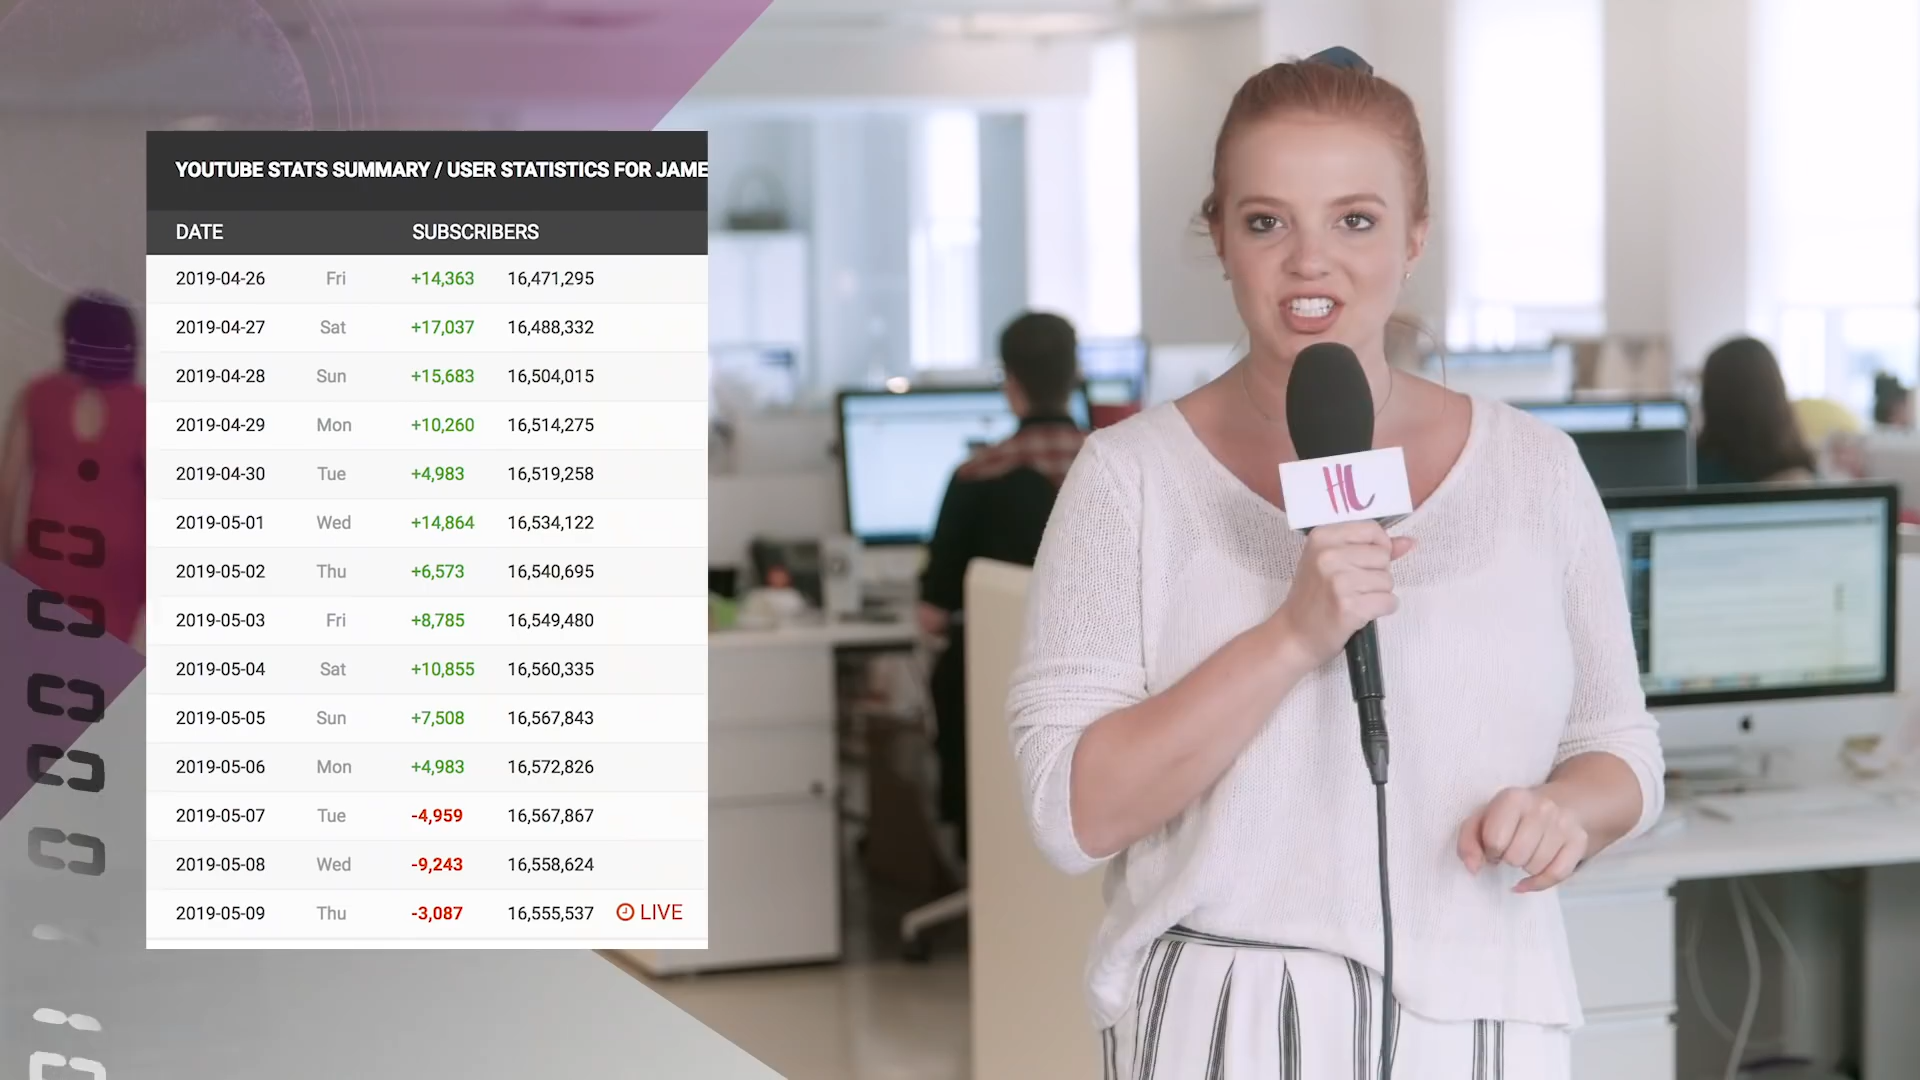 YOUTUBE STATS SUMMARY / USER STATISTICS FOR JAME
DATE SUBSCRIBERS
2019-04-26 Fri +14,363 16,471,295
2019-04-27 Sat +17,037 16,488,332
2019-04-28 Sun +15,683 16,504,015
2019-04-29 Mon +10,260 16,514,275
2019-04-30 Tue +4,983 16,519,258
2019-05-01 Wed +14,864 16,534,122
2019-05-02 Thu +6,573 16,540,695
2019-05-03 Fri +8,785 16,549,480
2019-05-04 Sat +10,855 16,560,335
2019-05-05 Sun +7,508 16,567,843
2019-05-06 Mon +4,983 16,572,826
2019-05-07 Tue -4,959 16,567,867
2019-05-08 Wed -9,243 16,558,624
2019-05-09 Thu -3,087 16,555,537 LIVE
HC